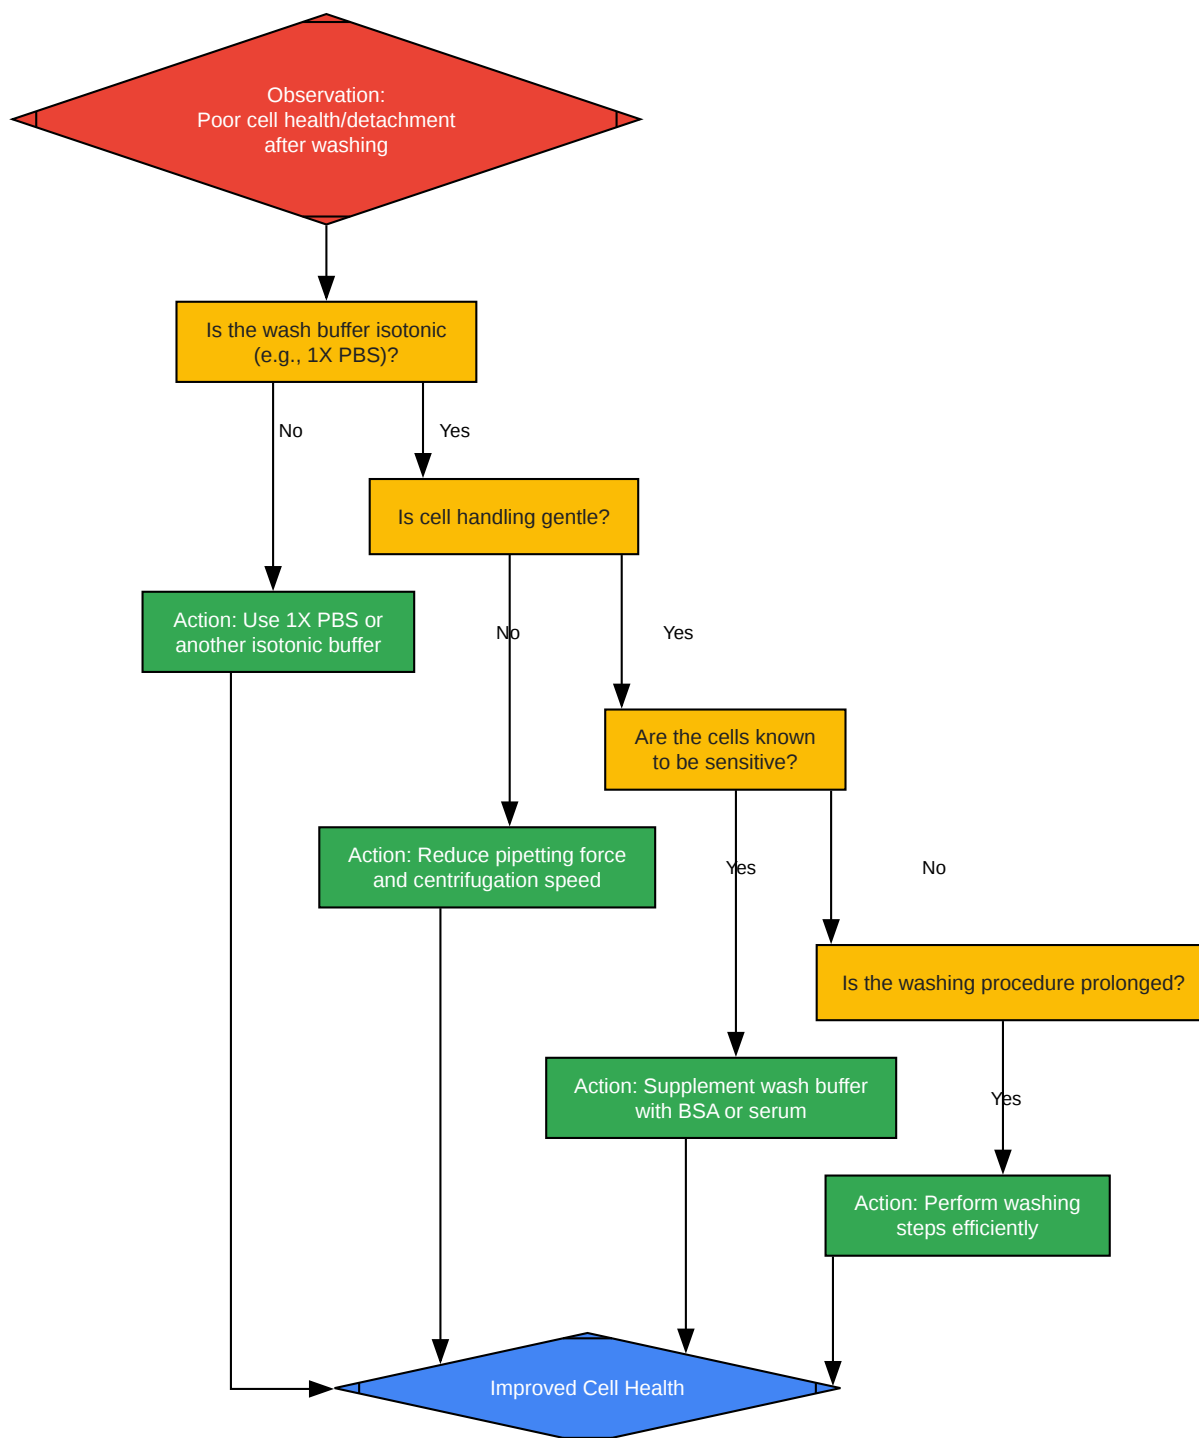 Observation:
Poor cell health/detachment
after washing
Is the wash buffer isotonic
(e.g., 1X PBS)?
No
Yes
Is cell handling gentle?
Action: Use 1X PBS or
another isotonic buffer
No
Yes
Are the cells known
to be sensitive?
Action: Reduce pipetting force
and centrifugation speed
Yes
No
Is the washing procedure prolonged?
Action: Supplement wash buffer
with BSA or serum
Yes
Action: Perform washing
steps efficiently
Improved Cell Health